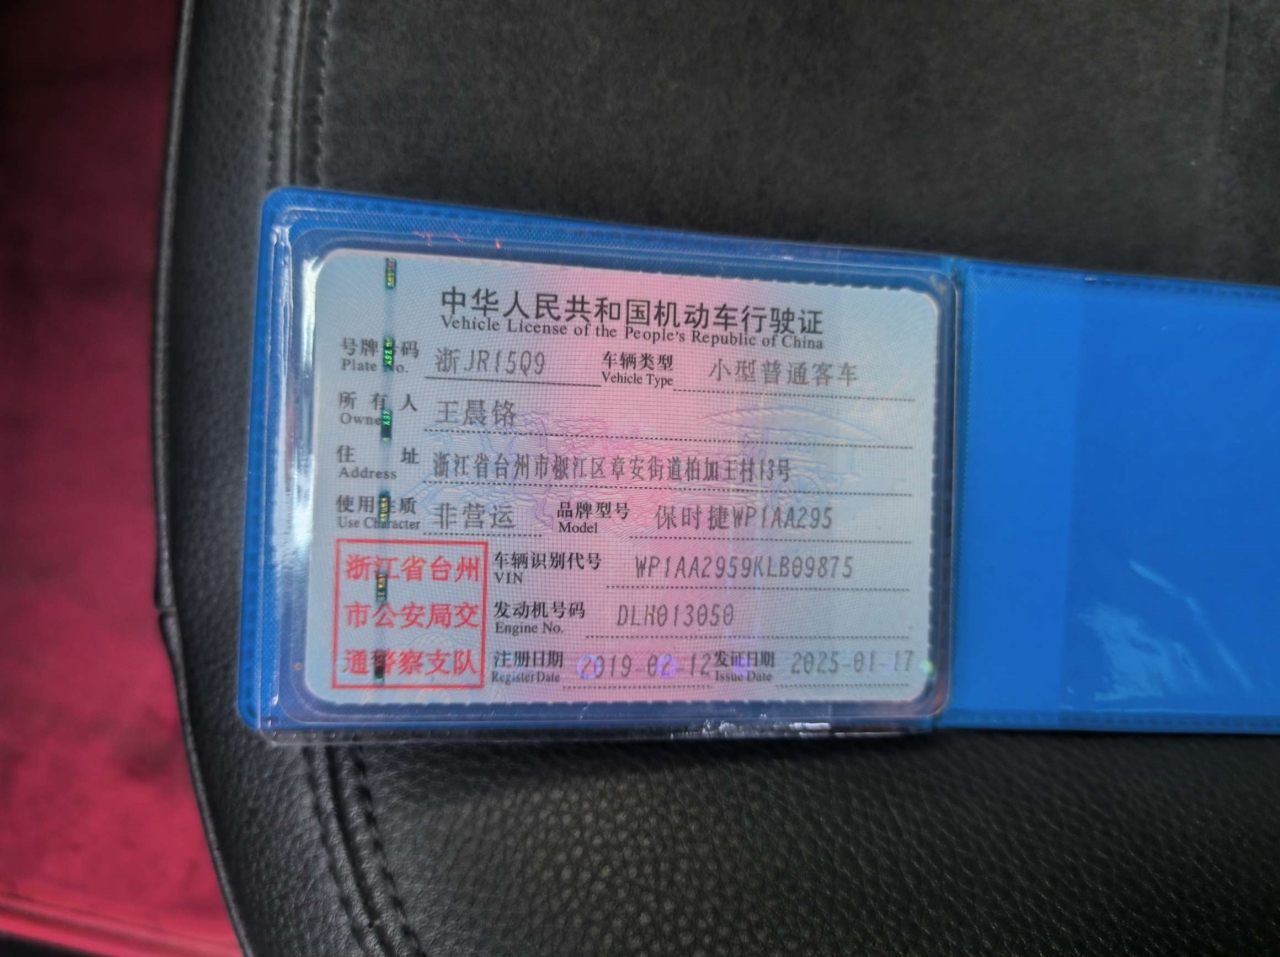 中华人民共和国机动车行驶证
Vehicle License of the People's Republic of China
号牌号码 浙JR15Q9 车辆类型 小型普通客车
Plate No. Vehicle Type
所有人 王晨铬
Owner
住址 浙江省台州市椒江区章安街道柏加王村13号
Address
使用性质 非营运 品牌型号 保时捷WP1AA295
Use Character Model
浙江省台州 车辆识别代号 WP1AA2959KLB09875
VIN
市公安局交 发动机号码 DLH013050
Engine No.
通警察支队 注册日期 2019-02-12 发证日期 2025-01-17
Register Date Issue Date